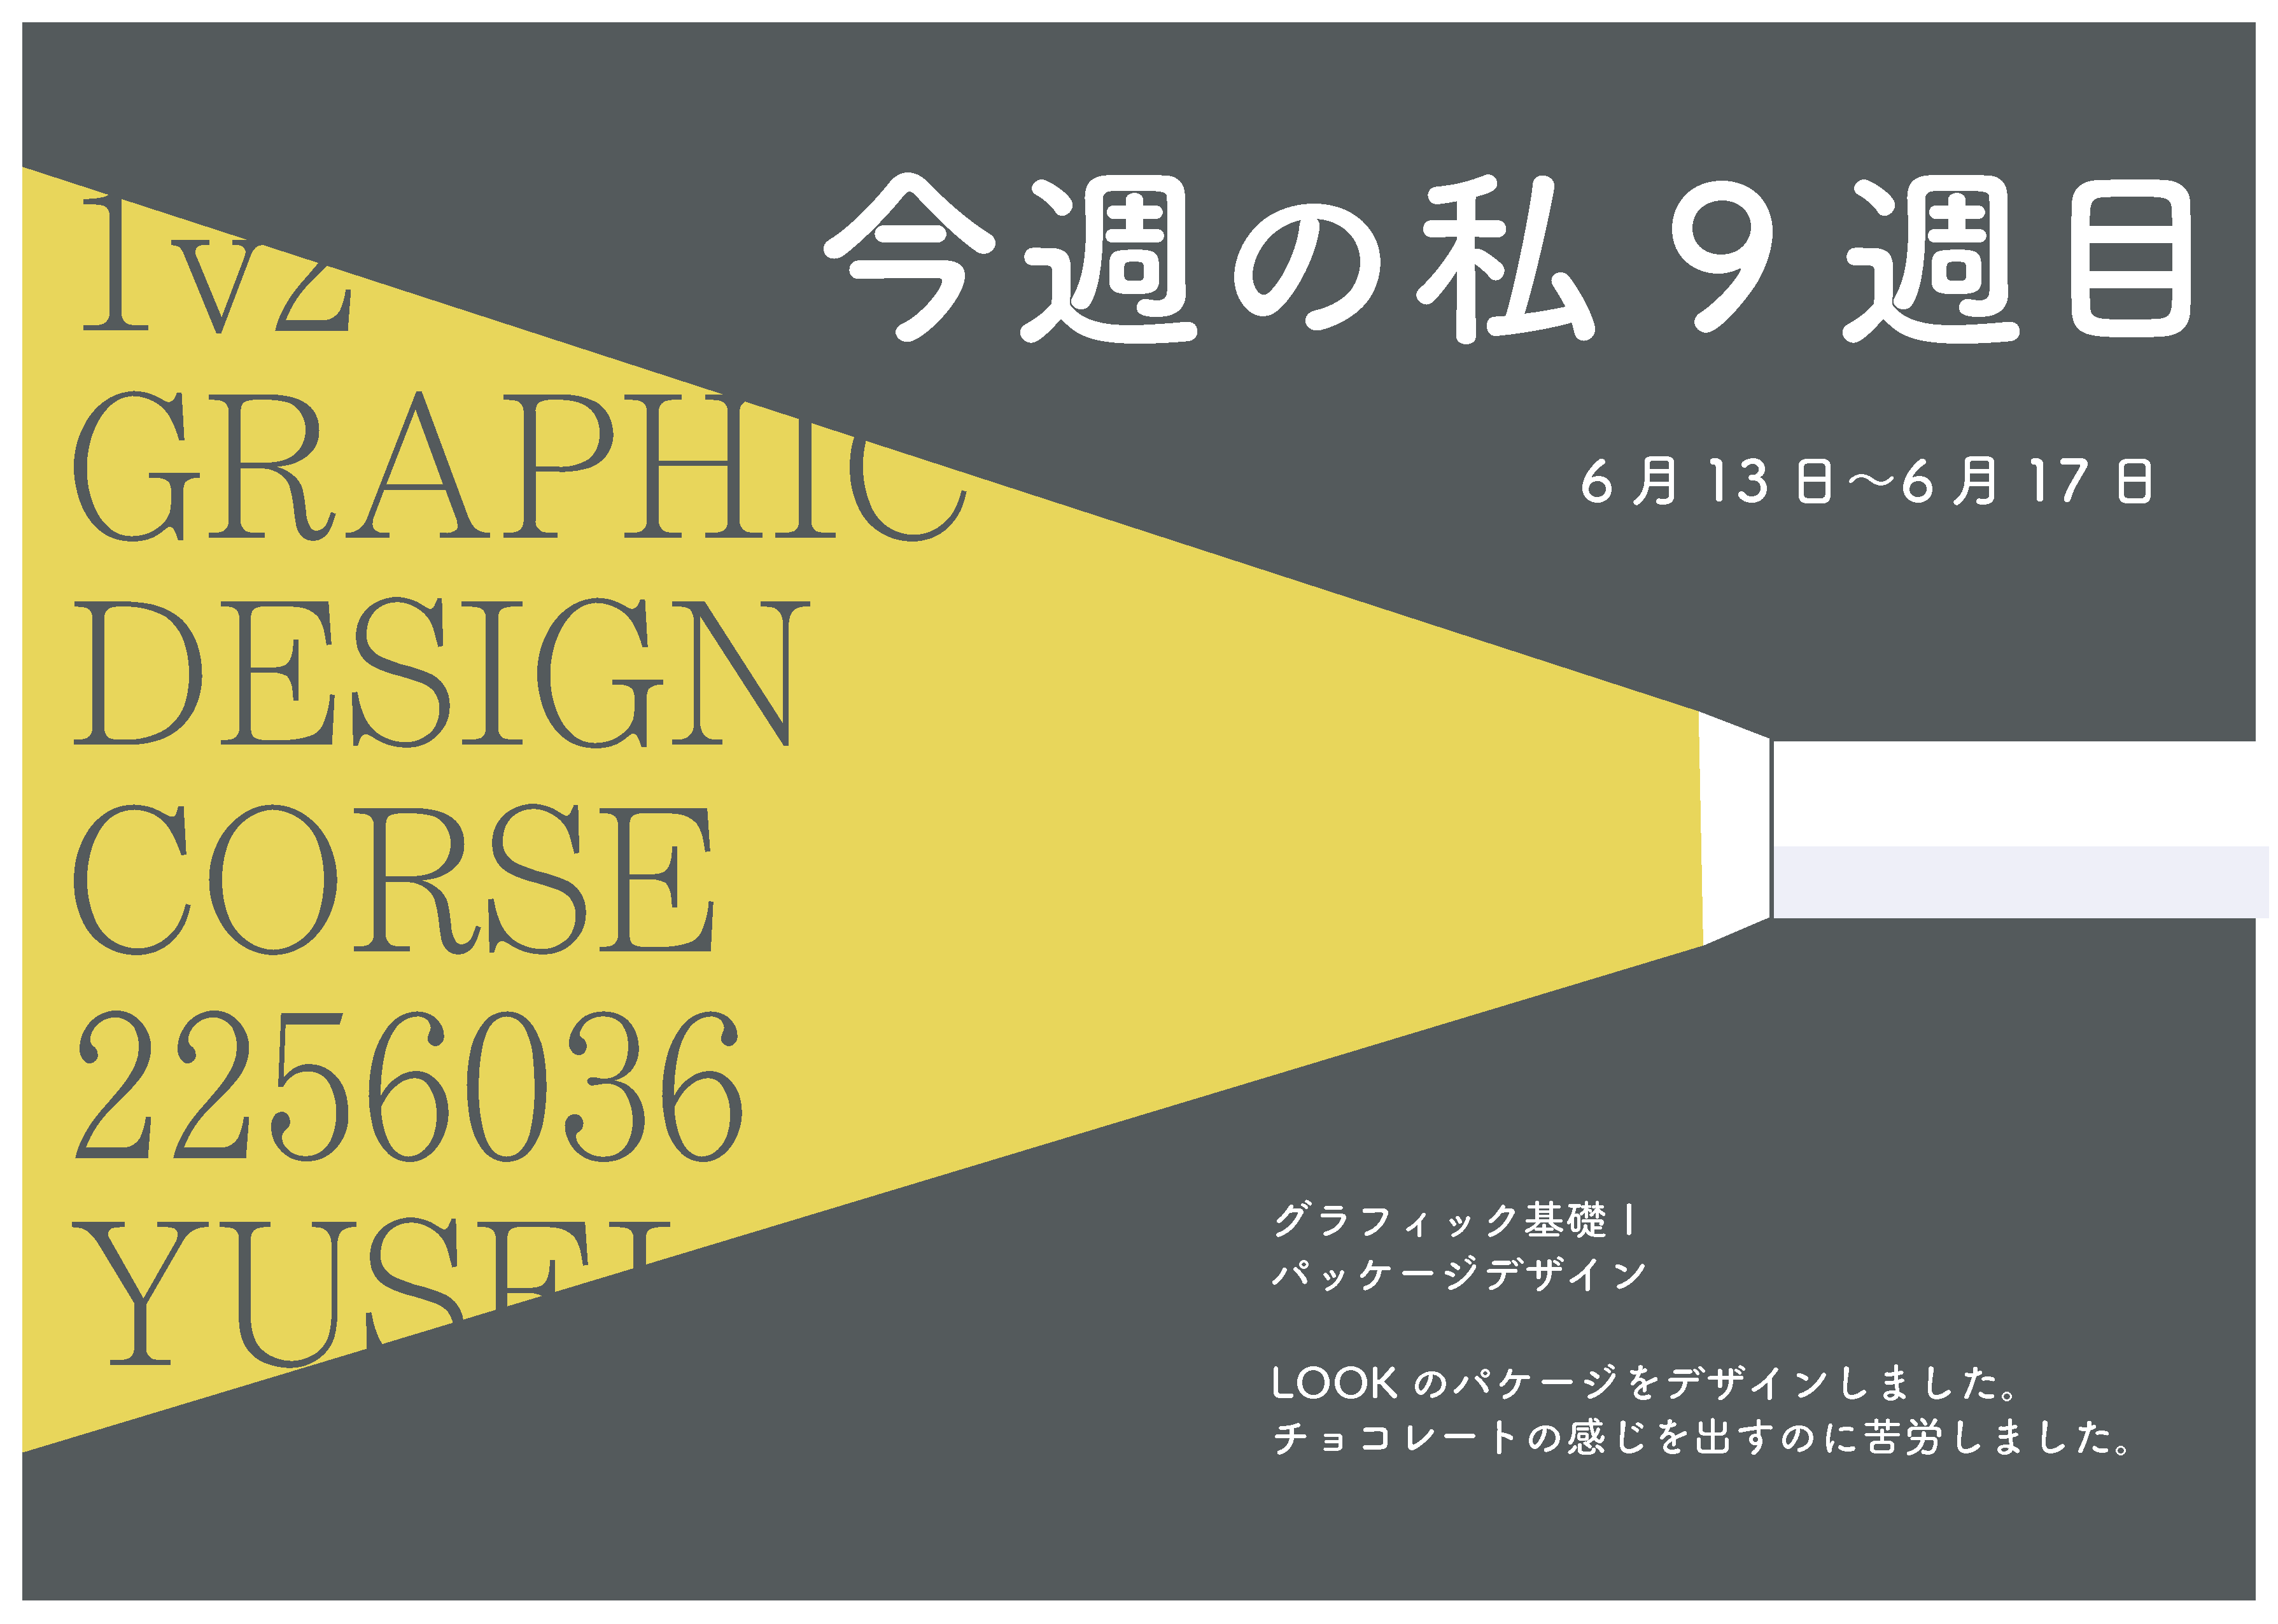 今週の私 9 週目
6 月 13 日〜6 月 17 日
1v2
GRAPHIC
DESIGN
CORSE
2256036
YUSEI
グラフィック基礎 I
パッケージデザイン
LOOK のパケージをデザインしました。
チョコレートの感じを出すのに苦労しました。